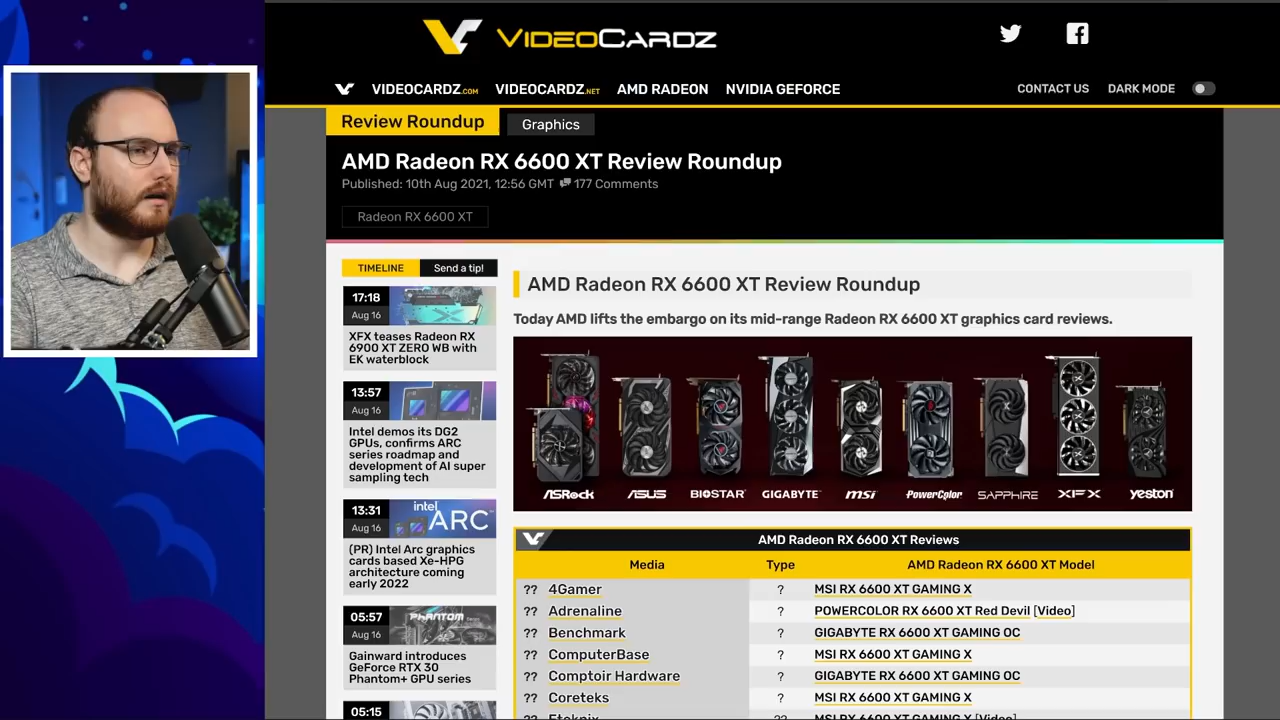 VIDEOCARDZ
VIDEOCARDZ.COM VIDEOCARDZ.NET AMD RADEON NVIDIA GEFORCE CONTACT US DARK MODE
Review Roundup Graphics
AMD Radeon RX 6600 XT Review Roundup
Published: 10th Aug 2021, 12:56 GMT 177 Comments
Radeon RX 6600 XT
TIMELINE Send a tip!
17:18
Aug 16
XFX teases Radeon RX
6900 XT ZERO WB with
EK waterblock
13:57
Aug 16
Intel demos its DG2
GPUs, confirms ARC
series roadmap and
development of AI super
sampling tech
13:31
Aug 16
intel
ARC
(PR) Intel Arc graphics
cards based Xe-HPG
architecture coming
early 2022
05:57
Aug 16
PHANTOM
Gainward introduces
GeForce RTX 30
Phantom+ GPU series
05:15
AMD Radeon RX 6600 XT Review Roundup
Today AMD lifts the embargo on its mid-range Radeon RX 6600 XT graphics card reviews.
ASRock ASUS BIOSTAR GIGABYTE msi PowerColor SAPPHIRE XFX yeston
AMD Radeon RX 6600 XT Reviews
Media Type AMD Radeon RX 6600 XT Model
?? 4Gamer ? MSI RX 6600 XT GAMING X
?? Adrenaline ? POWERCOLOR RX 6600 XT Red Devil [Video]
?? Benchmark ? GIGABYTE RX 6600 XT GAMING OC
?? ComputerBase ? MSI RX 6600 XT GAMING X
?? Comptoir Hardware ? GIGABYTE RX 6600 XT GAMING OC
?? Coreteks ? MSI RX 6600 XT GAMING X
?? Eteknix ?? MSI RX 6600 XT GAMING X [Video]